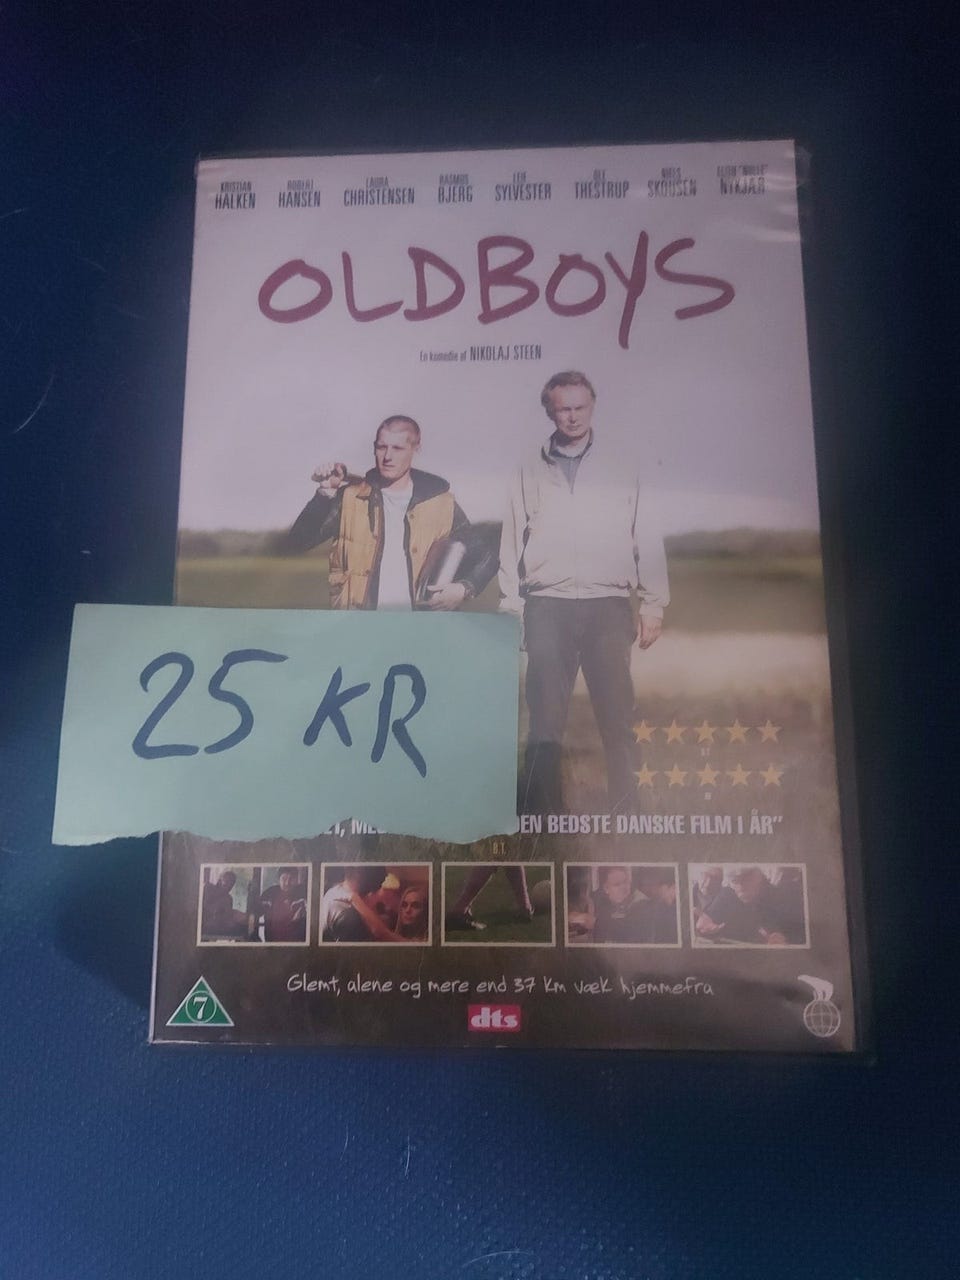 KRISTIAN HALKEN ROBERT HANSEN LAURA CHRISTENSEN RASMUS BJERG LEIF SYLVESTER OLE THESTRUP NIELS SKOUSEN ELLEN "NULLE" NYKJÆR
OLDBOYS
En komedie af NIKOLAJ STEEN
25 KR
B.T.
DEN BEDSTE DANSKE FILM I ÅR"
B.T.
Glemt, alene og mere end 37 km væk hjemmefra
7
dts